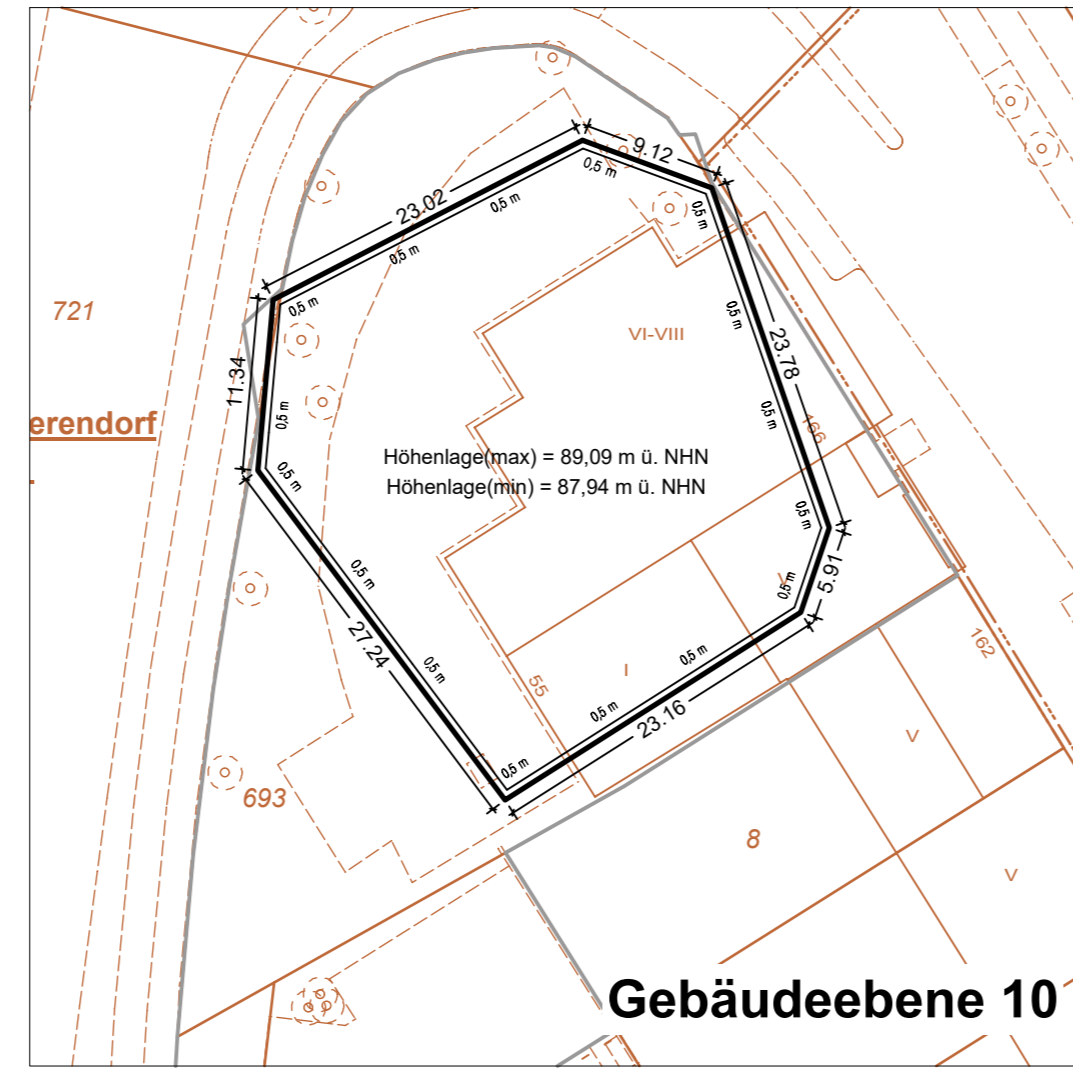 9.12
0,5 m
23.02
0,5 m
0,5 m
0,5 m
0,5 m
721
VI-VIII
0,5 m
23.78
11.34
0,5 m
0,5 m
erendorf
166
Höhenlage(max) = 89,09 m ü. NHN
Höhenlage(min) = 87,94 m ü. NHN
0,5 m
0,5 m
0,5 m
5.91
0,5 m
27.24
0,5 m
0,5 m
162
I
55
0,5 m
23.16
V
0,5 m
693
8
V
Gebäudeebene 10